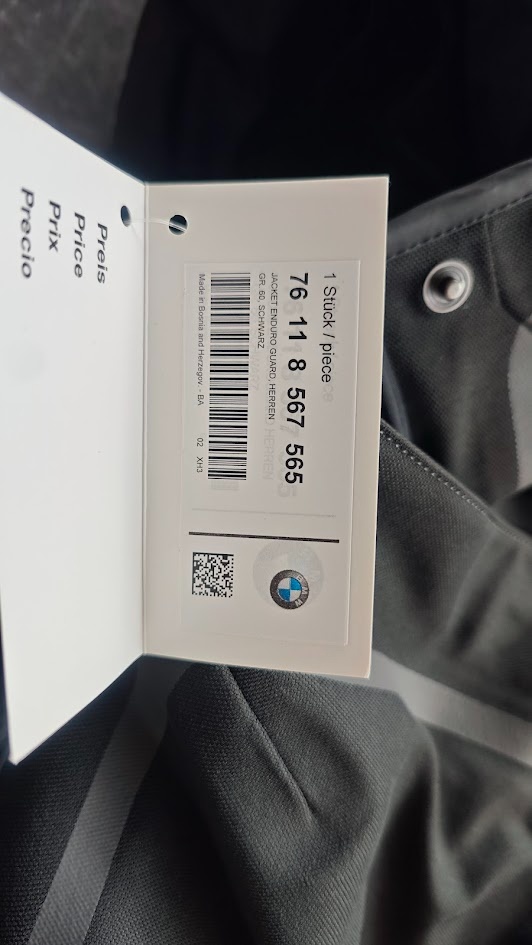 Preis
Price
Prix
Precio
1 Stück / piece
76 11 8 567 565
JACKET ENDURO GUARD, HERREN
GR. 60, SCHWARZ
Made in Bosnia and Herzegov. - BA 02 XH3
BMW